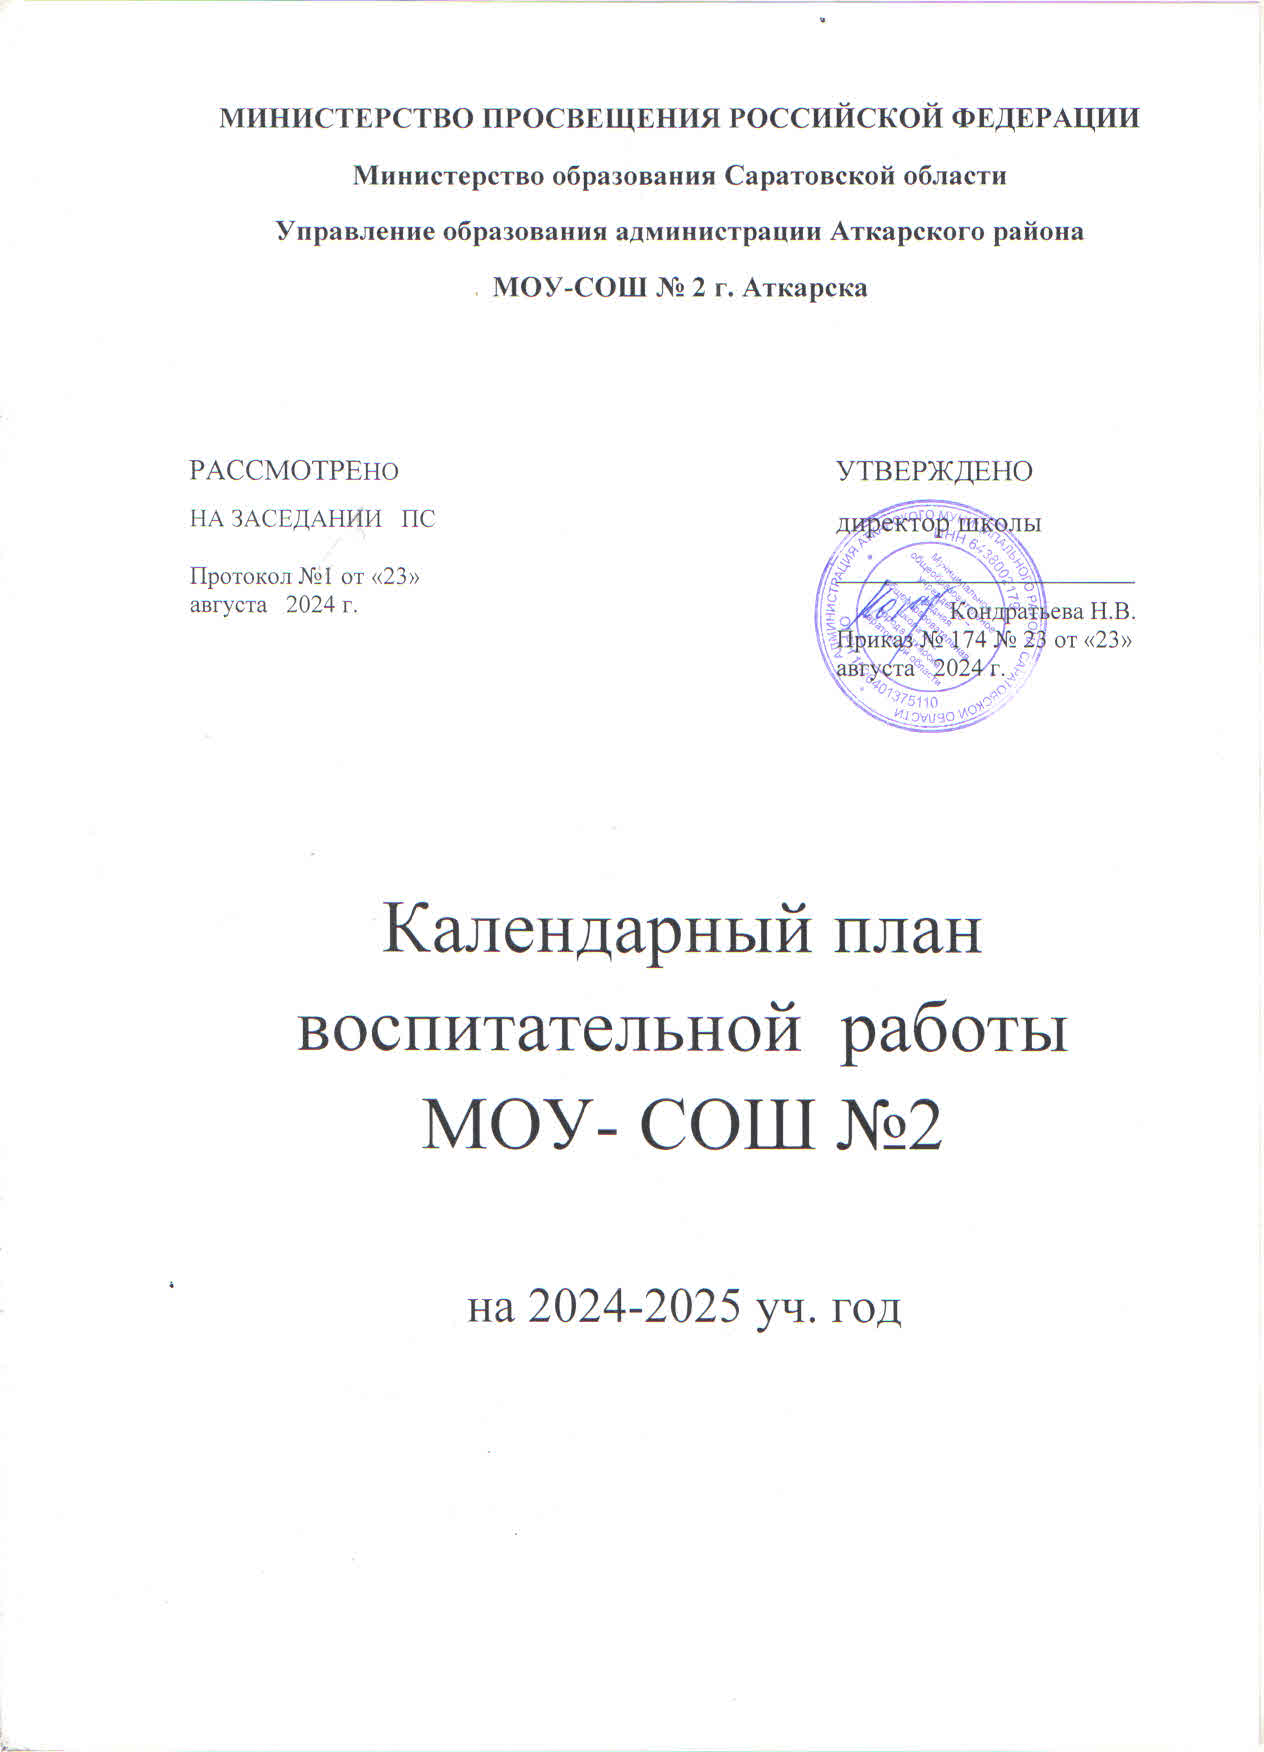 МИНИСТЕРСТВО ПРОСВЕЩЕНИЯ РОССИЙСКОЙ ФЕДЕРАЦИИ
Министерство образования Саратовской области
Управление образования администрации Аткарского района
МОУ-СОШ № 2 г. Аткарска
РАССМОТРЕНО
НА ЗАСЕДАНИИ ПС
Протокол №1 от «23»
августа 2024 г.
УТВЕРЖДЕНО
директор школы
Кондратьева Н.В.
Приказ № 174 № 23 от «23»
августа 2024 г.
Календарный план
воспитательной работы
МОУ- СОШ №2
на 2024-2025 уч. год